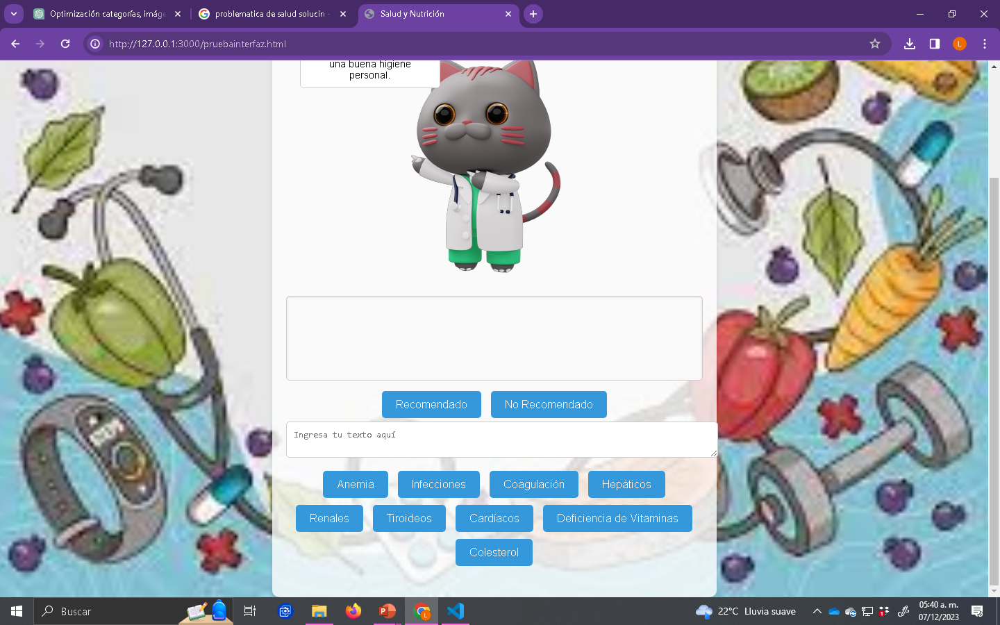 Optimización categorías, imáge
problematica de salud solucin -
Salud y Nutrición
http://127.0.0.1:3000/pruebainterfaz.html
L
una buena higiene
personal.
Recomendado
No Recomendado
Ingresa tu texto aquí
Anemia
Infecciones
Coagulación
Hepáticos
Renales
Tiroideos
Cardíacos
Deficiencia de Vitaminas
Colesterol
Buscar
22°C Lluvia suave
05:40 a. m.
07/12/2023